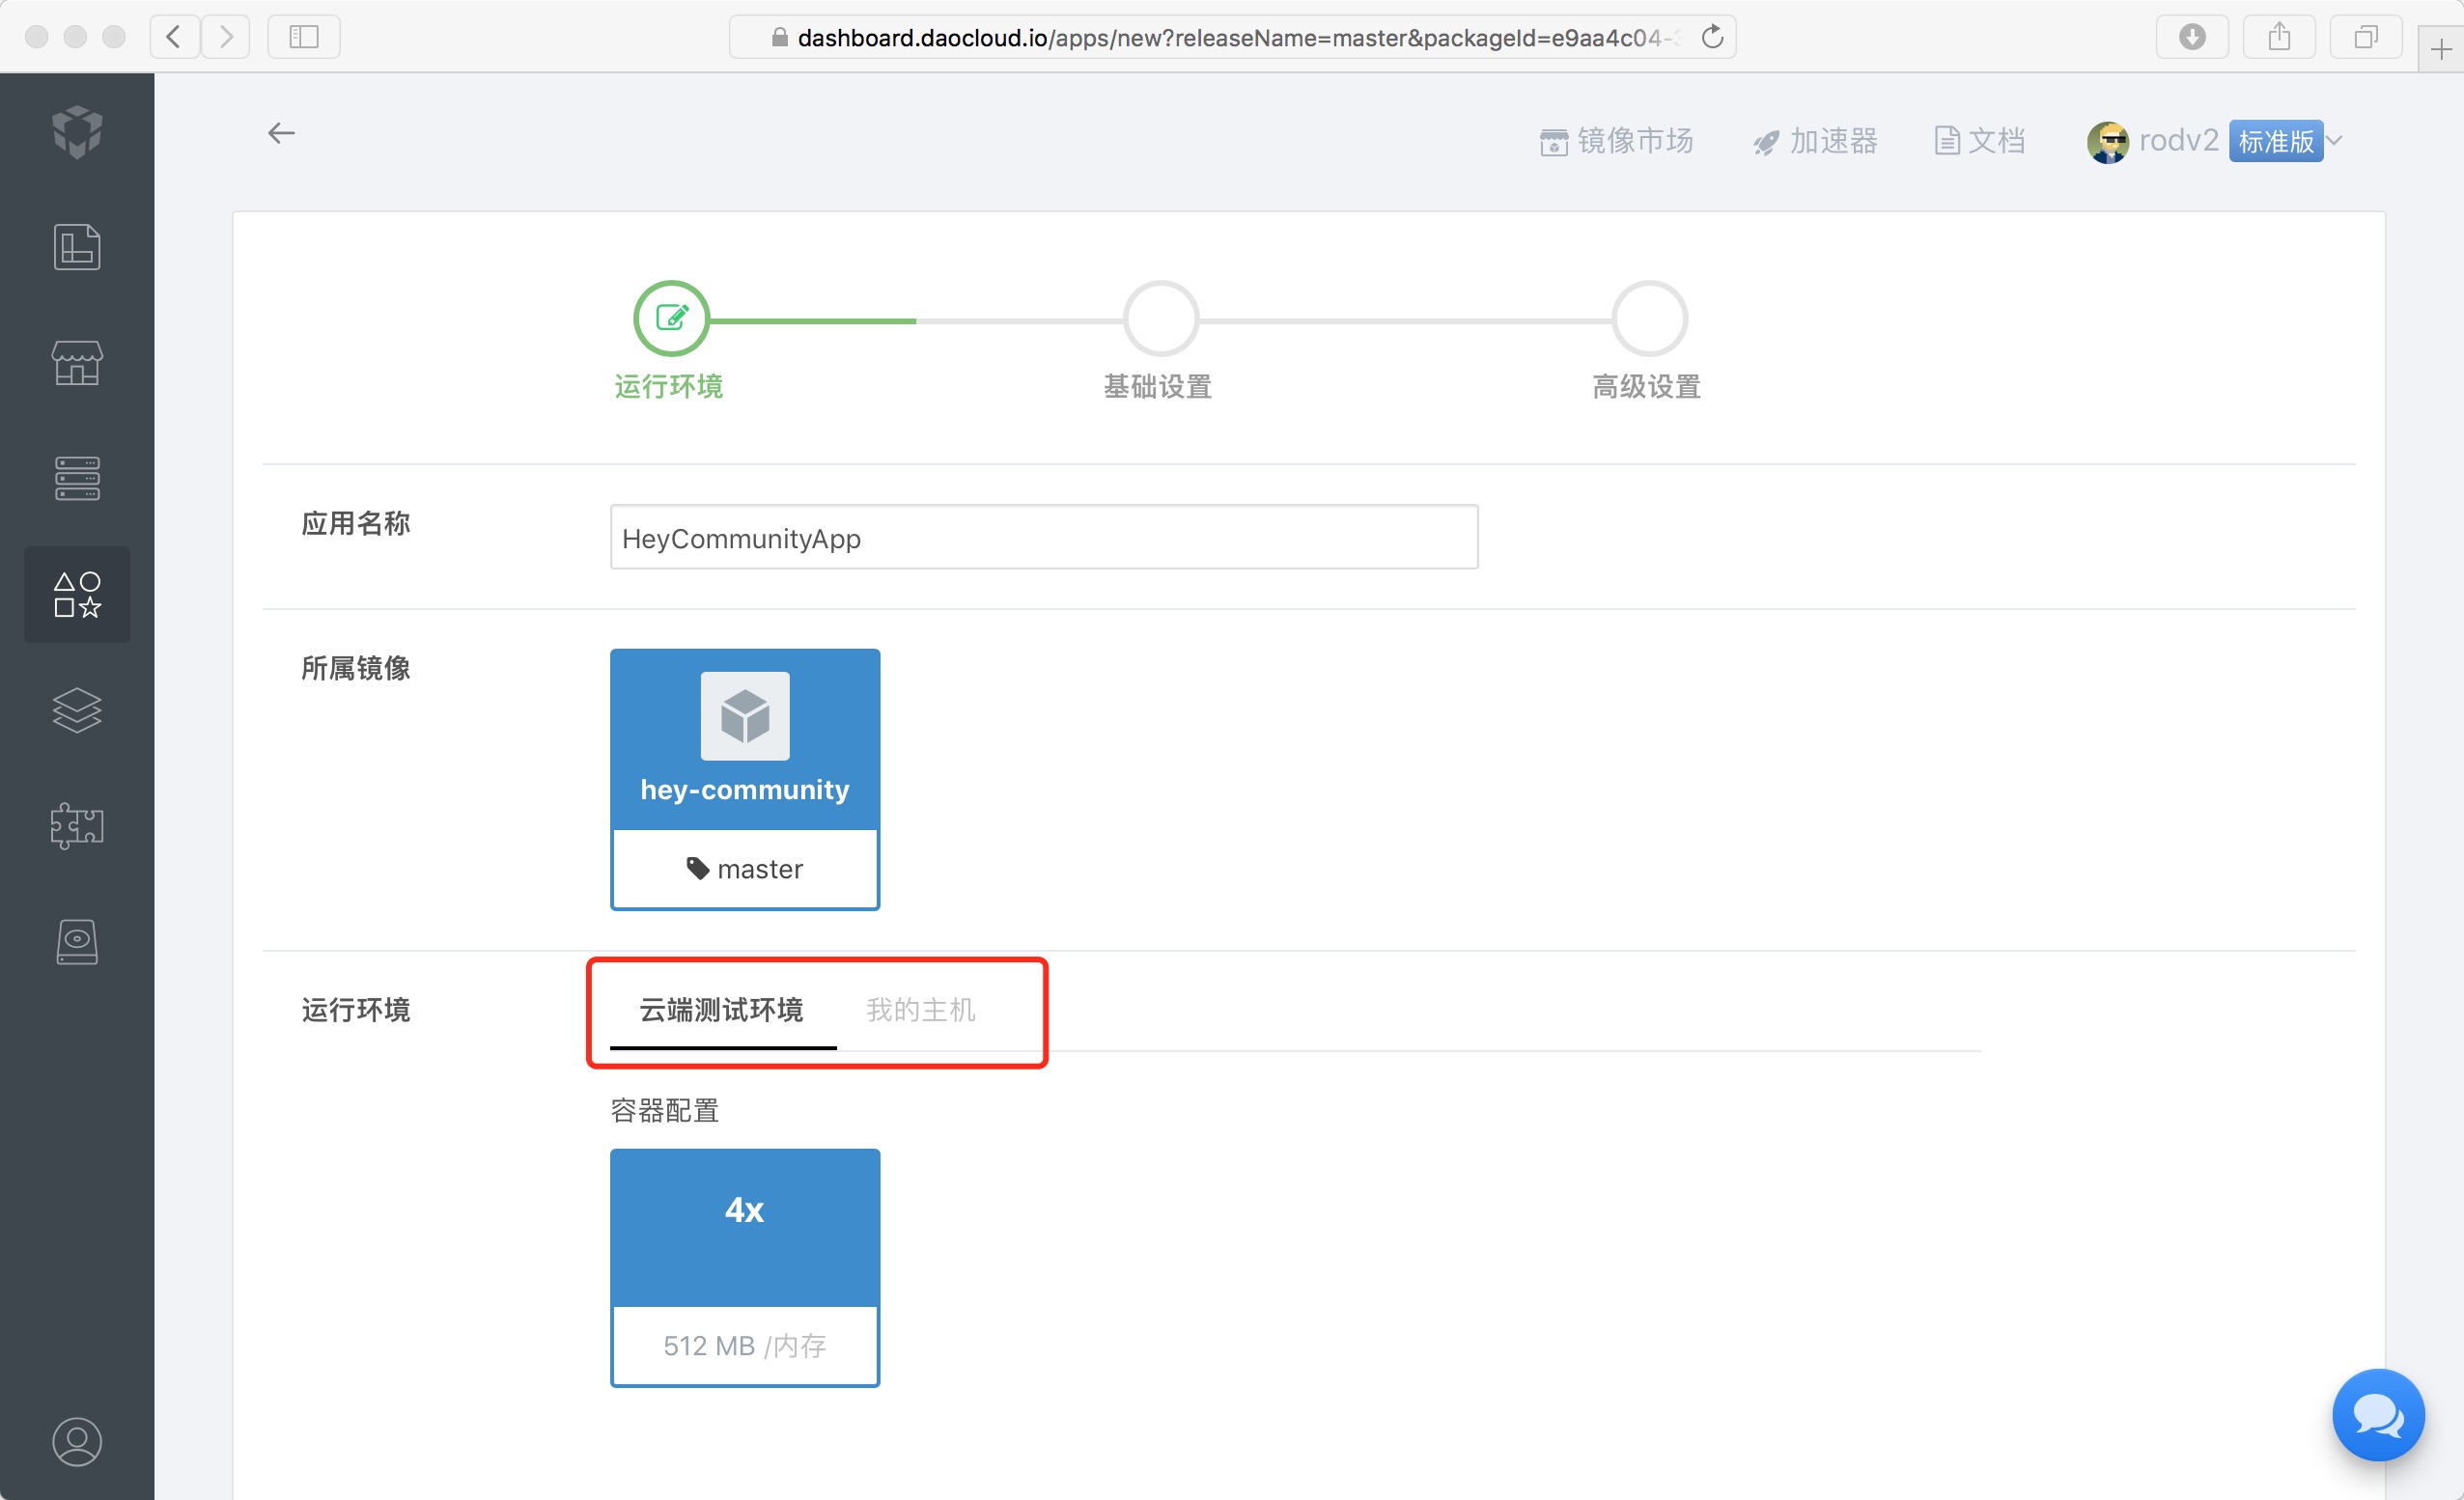 dashboard.daocloud.io/apps/new?releaseName=master&packageId=e9aa4c04-
镜像市场 加速器 文档 rodv2 标准版
运行环境 基础设置 高级设置
应用名称 HeyCommunityApp
所属镜像
hey-community
master
运行环境 云端测试环境 我的主机
容器配置
4x
512 MB /内存